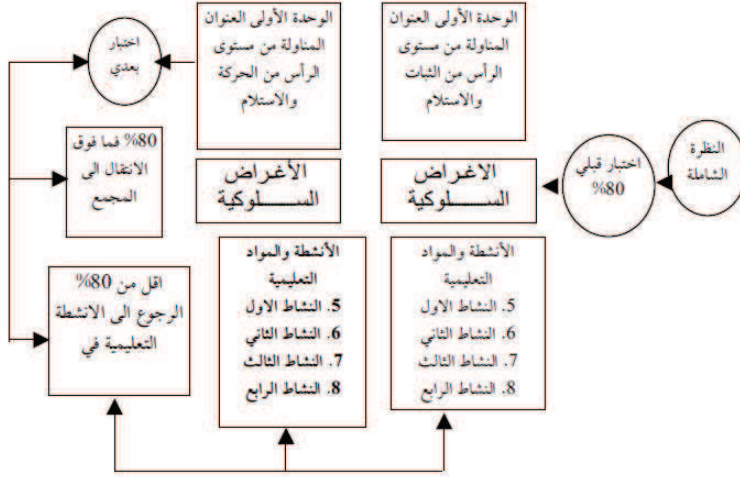 النظرة
الشاملة
اختبار قبلي
80%
الوحدة الأولى العنوان
المناولة من مستوى
الرأس من الثبات
والاستلام
الاغراض
السـلـوكية
الأنشطة والمواد
التعليمية
5. النشاط الاول
6. النشاط الثاني
7. النشاط الثالث
8. النشاط الرابع
الوحدة الأولى العنوان
المناولة من مستوى
الرأس من الحركة
والاستلام
الأغراض
السـلـوكية
الأنشطة والمواد
التعليمية
5. النشاط الاول
6. النشاط الثاني
7. النشاط الثالث
8. النشاط الرابع
اختبار
بعدي
80% فما فوق
الانتقال الى
المجمع
اقل من 80%
الرجوع الى الانشطة
التعليمية في